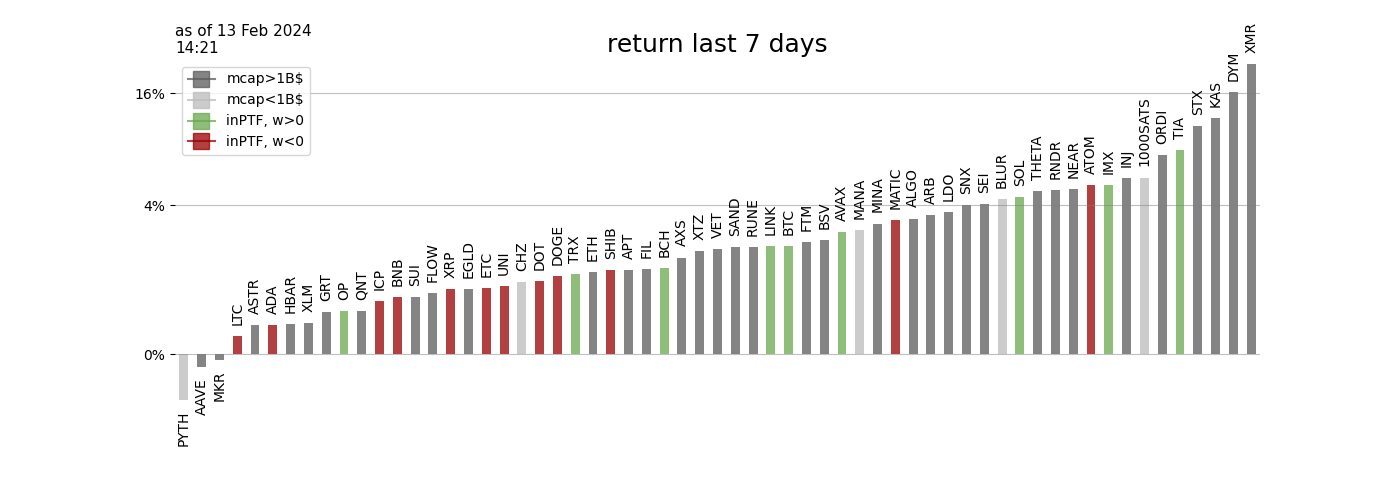 as of 13 Feb 2024
14:21
return last 7 days
mcap>1B$
mcap<1B$
inPTF, w>0
inPTF, w<0
16%
4%
0%
PYTH
AAVE
MKR
LTC
ASTR
ADA
HBAR
XLM
GRT
OP
QNT
ICP
BNB
SUI
FLOW
XRP
EGLD
ETC
UNI
CHZ
DOT
DOGE
TRX
ETH
SHIB
APT
FIL
BCH
AXS
XTZ
VET
SAND
RUNE
LINK
BTC
FTM
BSV
AVAX
MANA
MINA
MATIC
ALGO
ARB
LDO
SNX
SEI
BLUR
SOL
THETA
RNDR
NEAR
ATOM
IMX
INJ
1000SATS
ORDI
TIA
STX
KAS
DYM
XMR